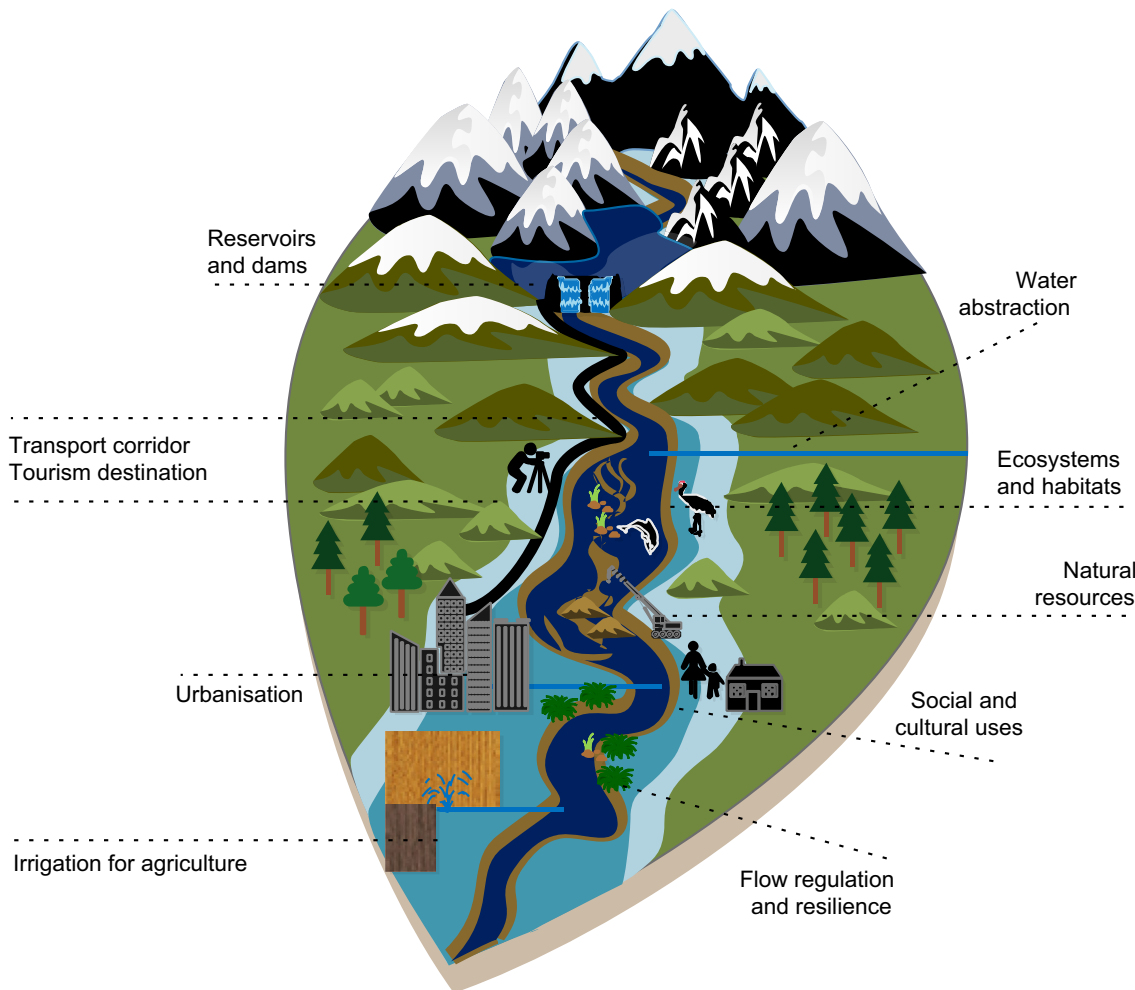 Reservoirs
and dams
Water
abstraction
Transport corridor
Tourism destination
Ecosystems
and habitats
Natural
resources
Urbanisation
Social and
cultural uses
Irrigation for agriculture
Flow regulation
and resilience